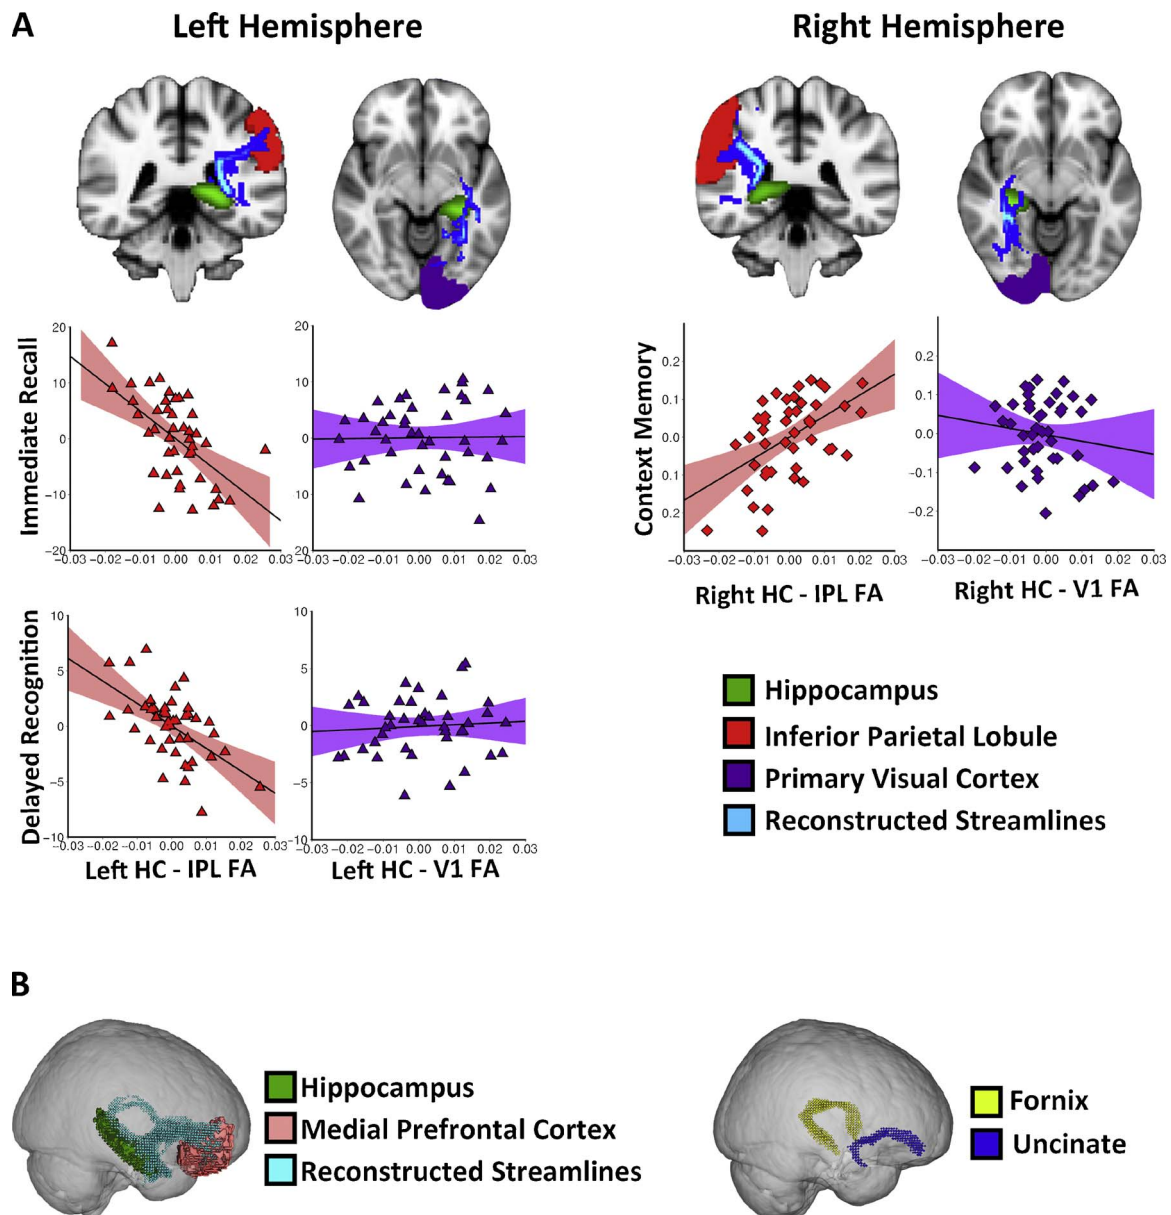 A
Left Hemisphere
Right Hemisphere
Immediate Recall
20
10
0
−10
−20
−0.03 −0.02 −0.01 0.00 0.01 0.02 0.03
20
10
0
−10
−20
−0.03 −0.02 −0.01 0.00 0.01 0.02 0.03
Context Memory
0.2
0.1
0.0
0.1
0.2
−0.03 −0.02 −0.01 0.00 0.01 0.02 0.03
Right HC - IPL FA
0.2
0.1
0.0
−0.1
−0.2
−0.03 −0.02 −0.01 0.00 0.01 0.02 0.03
Right HC - V1 FA
Delayed Recognition
10
5
0
−5
−10
−0.03 −0.02 −0.01 0.00 0.01 0.02 0.03
Left HC - IPL FA
10
5
0
−5
−10
−0.03 −0.02 −0.01 0.00 0.01 0.02 0.03
Left HC - V1 FA
Hippocampus
Inferior Parietal Lobule
Primary Visual Cortex
Reconstructed Streamlines
B
Hippocampus
Medial Prefrontal Cortex
Reconstructed Streamlines
Fornix
Uncinate